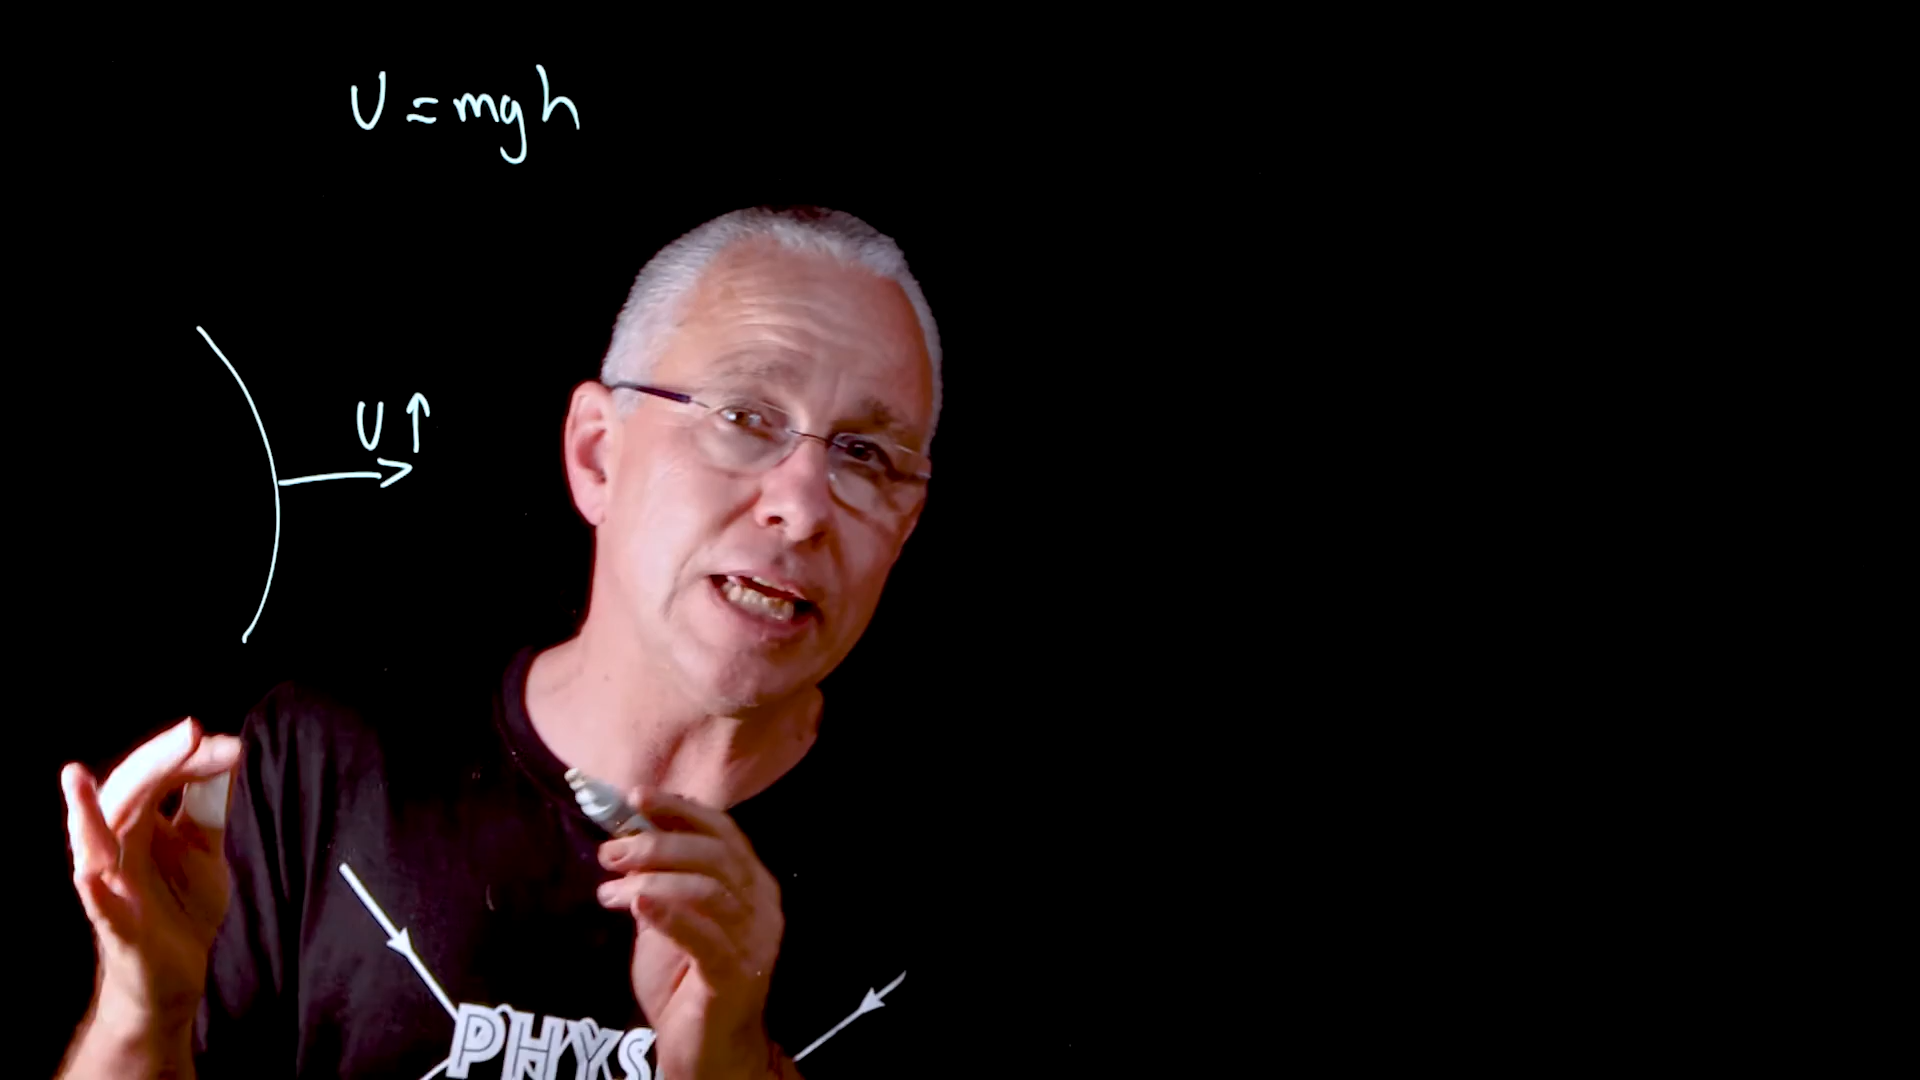 U = mgh
U ↑
PHYS